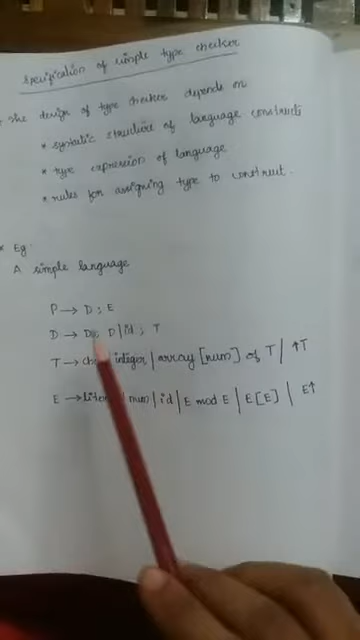 Specification of simple type checker
The design of type checker depends on
* syntactic structure of language constructs
* type expression of language
* rules for assigning type to construct.
* Eg:
A simple language
P → D ; E
D → D; D | id ; T
T → char | integer | array [num] of T | ↑T
E → literal | num | id | E mod E | E[E] | E↑